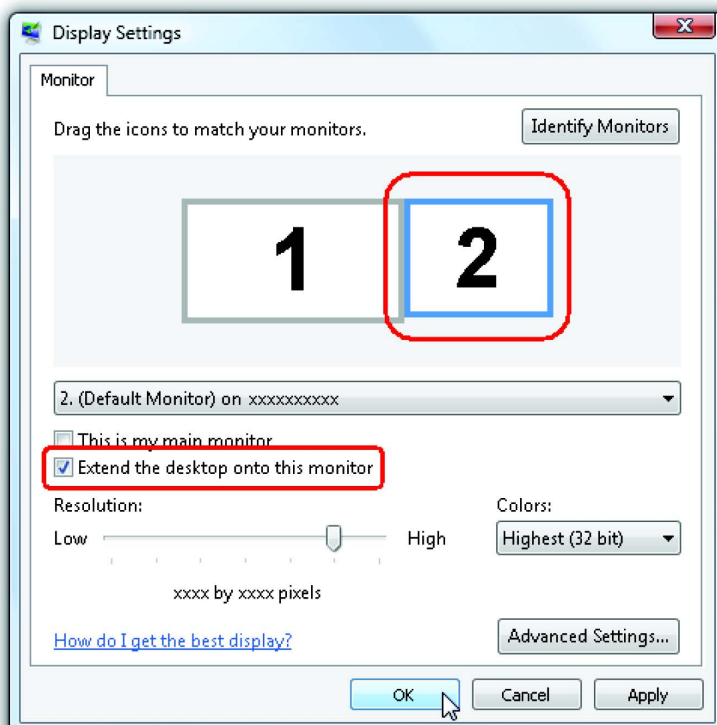 Display Settings
Monitor
Drag the icons to match your monitors.
Identify Monitors
1 2
2. (Default Monitor) on xxxxxxxxxx
This is my main monitor
Extend the desktop onto this monitor
Resolution:
Colors:
Low High
Highest (32 bit)
xxxx by xxxx pixels
How do I get the best display?
Advanced Settings...
OK Cancel Apply